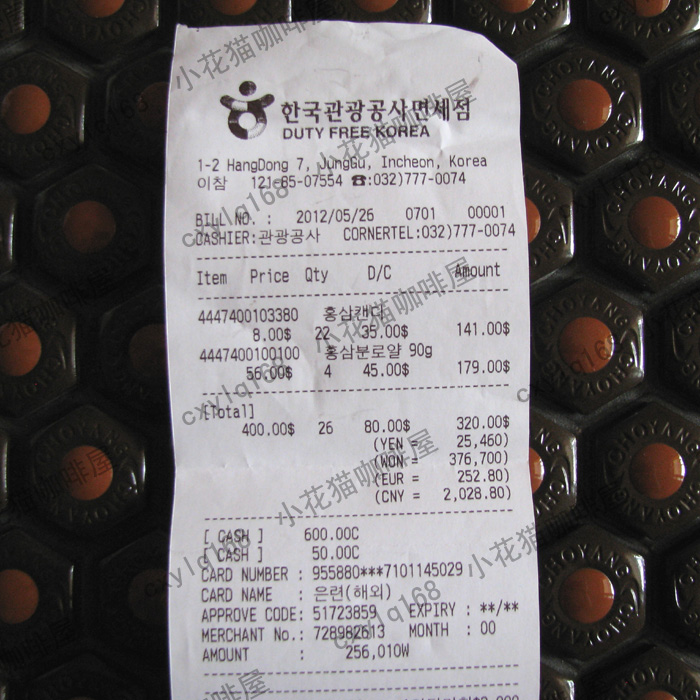 한국관광공사면세점
DUTY FREE KOREA
1-2 HangDong 7, JungGu, Incheon, Korea
이참 121-85-07554 ☎:032)777-0074
BILL NO. : 2012/05/26 0701 00001
CASHIER:관광공사 CORNERTEL:032)777-0074
Item Price Qty D/C Amount
4447400103380 홍삼캔디
8.00$ 22 35.00$ 141.00$
4447400100100 홍삼분로얄 90g
56.00$ 4 45.00$ 179.00$
[Total]
400.00$ 26 80.00$ 320.00$
(YEN = 25,460)
(WON = 376,700)
(EUR = 252.80)
(CNY = 2,028.80)
[ CASH ] 600.00C
[ CASH ] 50.00C
CARD NUMBER : 955880***7101145029
CARD NAME : 은련(해외)
APPROVE CODE: 51723859 EXPIRY : **/**
MERCHANT No.: 728982613 MONTH : 00
AMOUNT : 256,010W
小花猫咖啡屋
cxylq168
CHOYANG